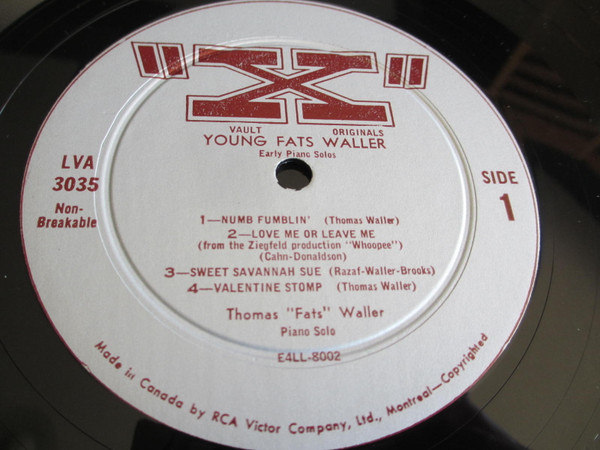 "X"
VAULT ORIGINALS
YOUNG FATS WALLER
Early Piano Solos
LVA
3035
Non-
Breakable
SIDE
1
1—NUMB FUMBLIN' (Thomas Waller)
2—LOVE ME OR LEAVE ME
(from the Ziegfeld production "Whoopee")
(Cahn-Donaldson)
3—SWEET SAVANNAH SUE (Razaf-Waller-Brooks)
4—VALENTINE STOMP (Thomas Waller)
Thomas "Fats" Waller
Piano Solo
E4LL-8002
Made in Canada by RCA Victor Company, Ltd., Montreal—Copyrighted